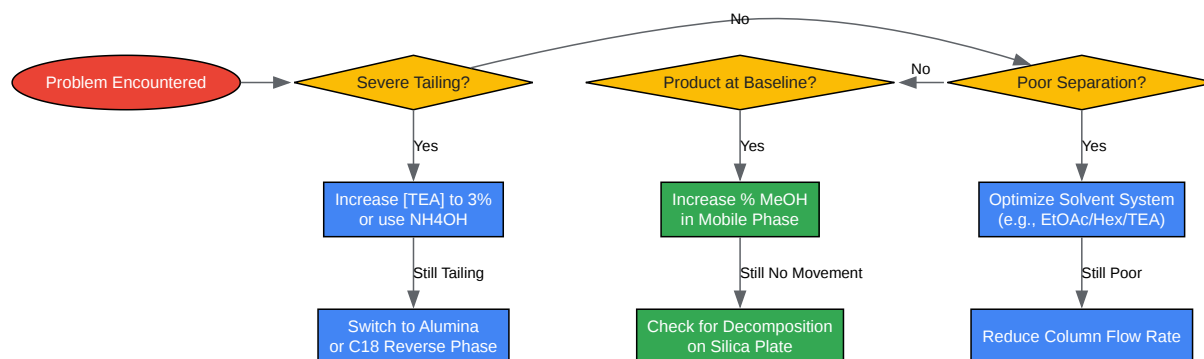 No
Problem Encountered
Severe Tailing?
Product at Baseline?
No
Poor Separation?
Yes
Yes
Yes
Increase [TEA] to 3%
or use NH4OH
Increase % MeOH
in Mobile Phase
Optimize Solvent System
(e.g., EtOAc/Hex/TEA)
Still Tailing
Still No Movement
Still Poor
Switch to Alumina
or C18 Reverse Phase
Check for Decomposition
on Silica Plate
Reduce Column Flow Rate